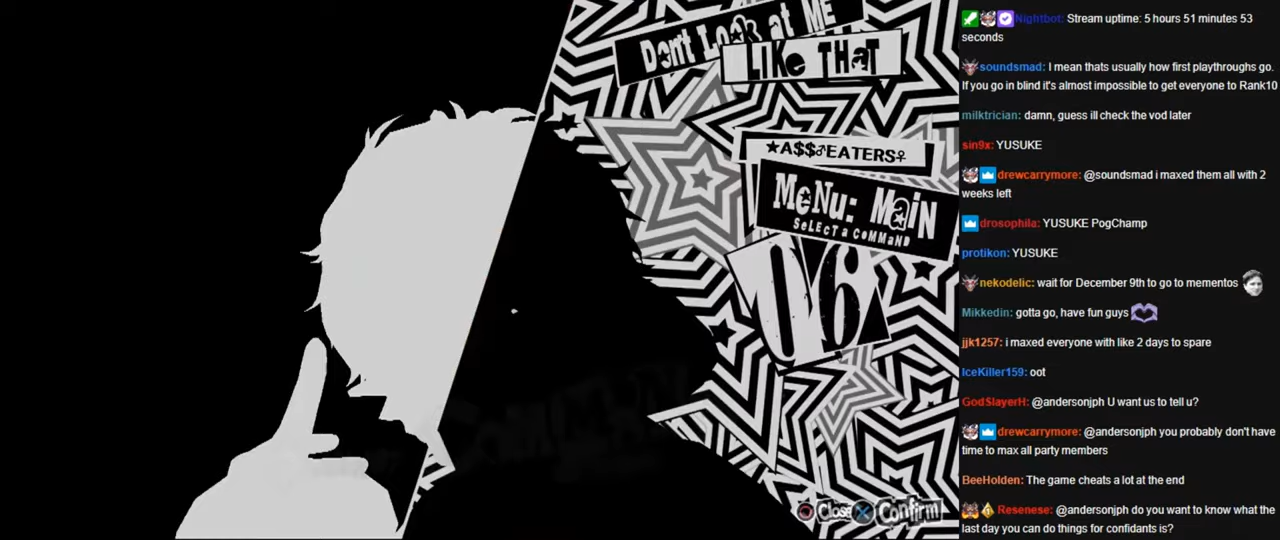 Don't Look at ME
LIKe THaT
★A$$♂EATERS♀
MeNu: MaiN
SeLEcT a CoMMaND
06
Close Confirm
Nightbot: Stream uptime: 5 hours 51 minutes 53
seconds
soundsmad: I mean thats usually how first playthroughs go.
If you go in blind it's almost impossible to get everyone to Rank10
milktrician: damn, guess ill check the vod later
sin9x: YUSUKE
drewcarrymore: @soundsmad i maxed them all with 2
weeks left
drosophila: YUSUKE PogChamp
protikon: YUSUKE
nekodelic: wait for December 9th to go to mementos
Mikkedin: gotta go, have fun guys
jjk1257: i maxed everyone with like 2 days to spare
IceKiller159: oot
GodSlayerH: @andersonjph U want us to tell u?
drewcarrymore: @andersonjph you probably don't have
time to max all party members
BeeHolden: The game cheats a lot at the end
Resenese: @andersonjph do you want to know what the
last day you can do things for confidants is?